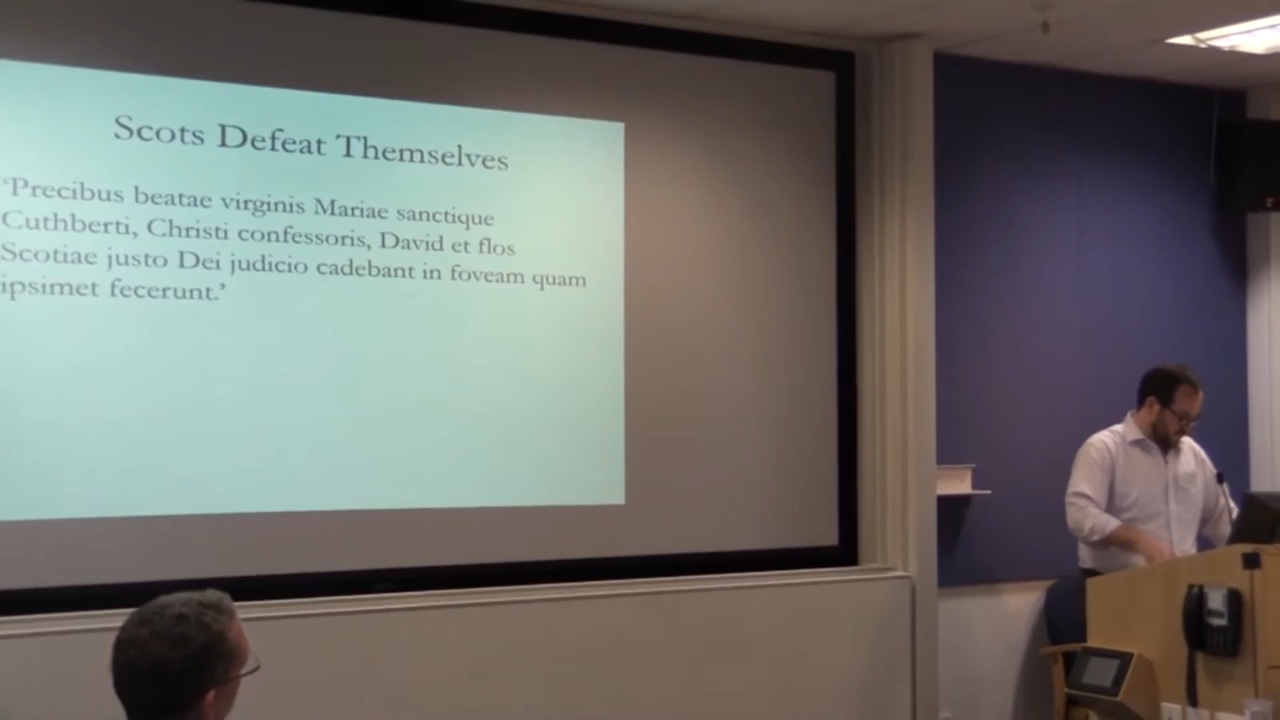 Scots Defeat Themselves
‘Precibus beatae virginis Mariae sanctique
Cuthberti, Christi confessoris, David et flos
Scotiae justo Dei judicio cadebant in foveam quam
ipsimet fecerunt.’